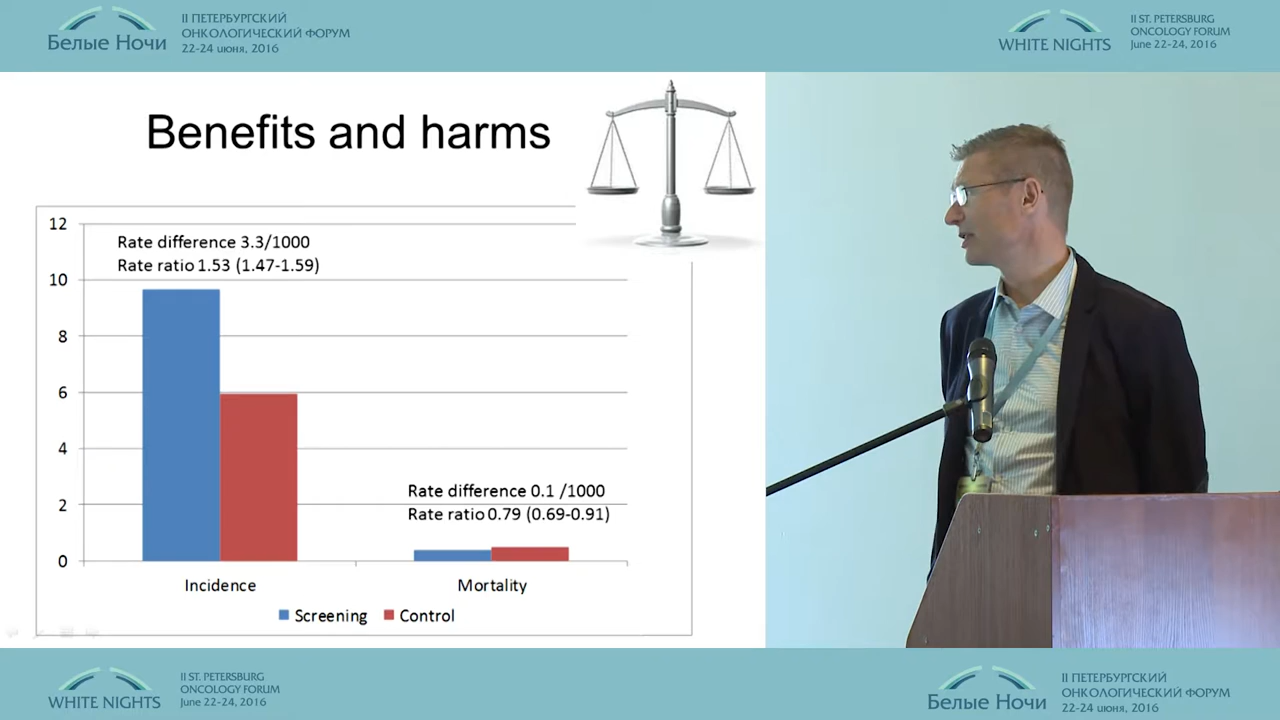 Белые Ночи
II ПЕТЕРБУРГСКИЙ
ОНКОЛОГИЧЕСКИЙ ФОРУМ
22-24 июня, 2016
WHITE NIGHTS
II ST. PETERSBURG
ONCOLOGY FORUM
June 22-24, 2016
Benefits and harms
12
10
8
6
4
2
0
Rate difference 3.3/1000
Rate ratio 1.53 (1.47-1.59)
Rate difference 0.1 /1000
Rate ratio 0.79 (0.69-0.91)
Incidence
Mortality
Screening
Control
WHITE NIGHTS
II ST. PETERSBURG
ONCOLOGY FORUM
June 22-24, 2016
Белые Ночи
II ПЕТЕРБУРГСКИЙ
ОНКОЛОГИЧЕСКИЙ ФОРУМ
22-24 июня, 2016